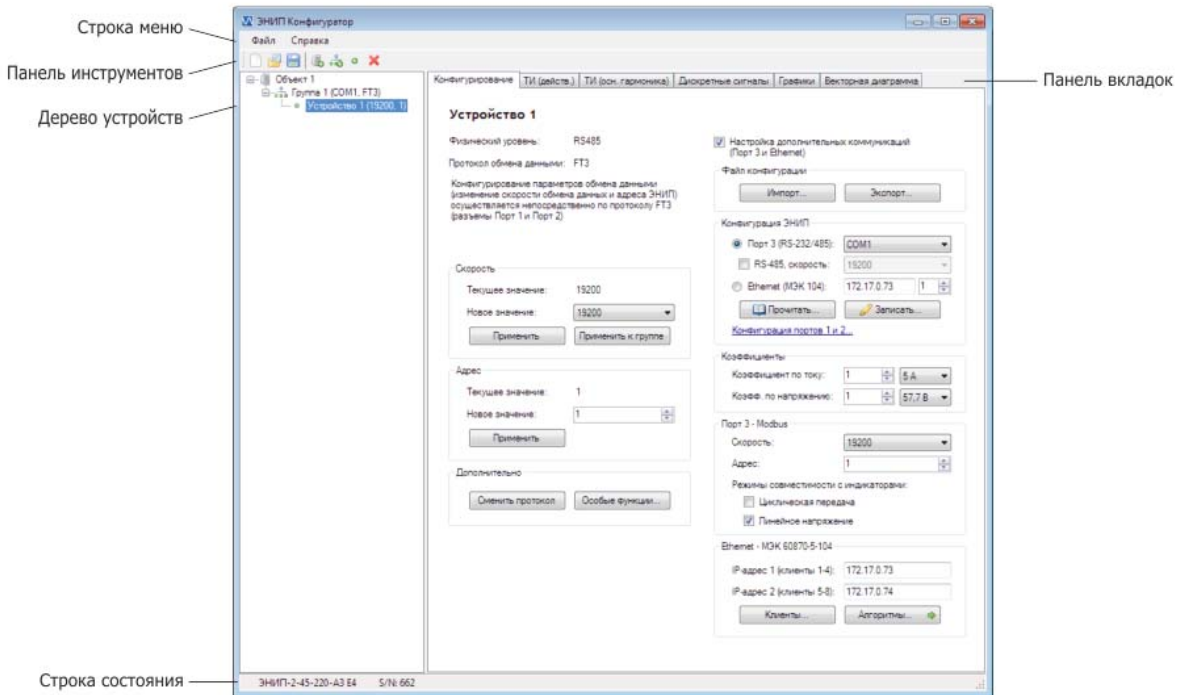 ЭНИП Конфигуратор
Строка меню
Файл Справка
Панель инструментов
Дерево устройств
Панель вкладок
Объект 1
Группа 1 (COM1, FT3)
Устройство 1 (19200, 1)
Конфигурирование ТИ (действ.) ТИ (осн. гармоника) Дискретные сигналы Графики Векторная диаграмма
Устройство 1
Физический уровень: RS485
Протокол обмена данными: FT3
Конфигурирование параметров обмена данными
(изменение скорости обмена данных и адреса ЭНИП)
осуществляется непосредственно по протоколу FT3
(разъемы Порт 1 и Порт 2)
Скорость
Текущее значение: 19200
Новое значение: 19200
Применить Применить к группе
Адрес
Текущее значение: 1
Новое значение: 1
Применить
Дополнительно
Сменить протокол Особые функции...
Настройка дополнительных коммуникаций
(Порт 3 и Ethernet)
Файл конфигурации
Импорт... Экспорт...
Конфигурация ЭНИП
Порт 3 (RS-232/485): COM1
RS-485, скорость: 19200
Ethernet (МЭК 104): 172.17.0.73 1
Прочитать... Записать...
Конфигурация портов 1 и 2...
Коэффициенты
Коэффициент по току: 1 5 А
Коэфф. по напряжению: 1 57,7 В
Порт 3 - Modbus
Скорость: 19200
Адрес: 1
Режимы совместимости с индикаторами:
Циклическая передача
Линейное напряжение
Ethernet - МЭК 60870-5-104
IP-адрес 1 (клиенты 1-4): 172.17.0.73
IP-адрес 2 (клиенты 5-8): 172.17.0.74
Клиенты... Алгоритмы...
Строка состояния
ЭНИП-2-45-220-А3 Е4 S/N: 662